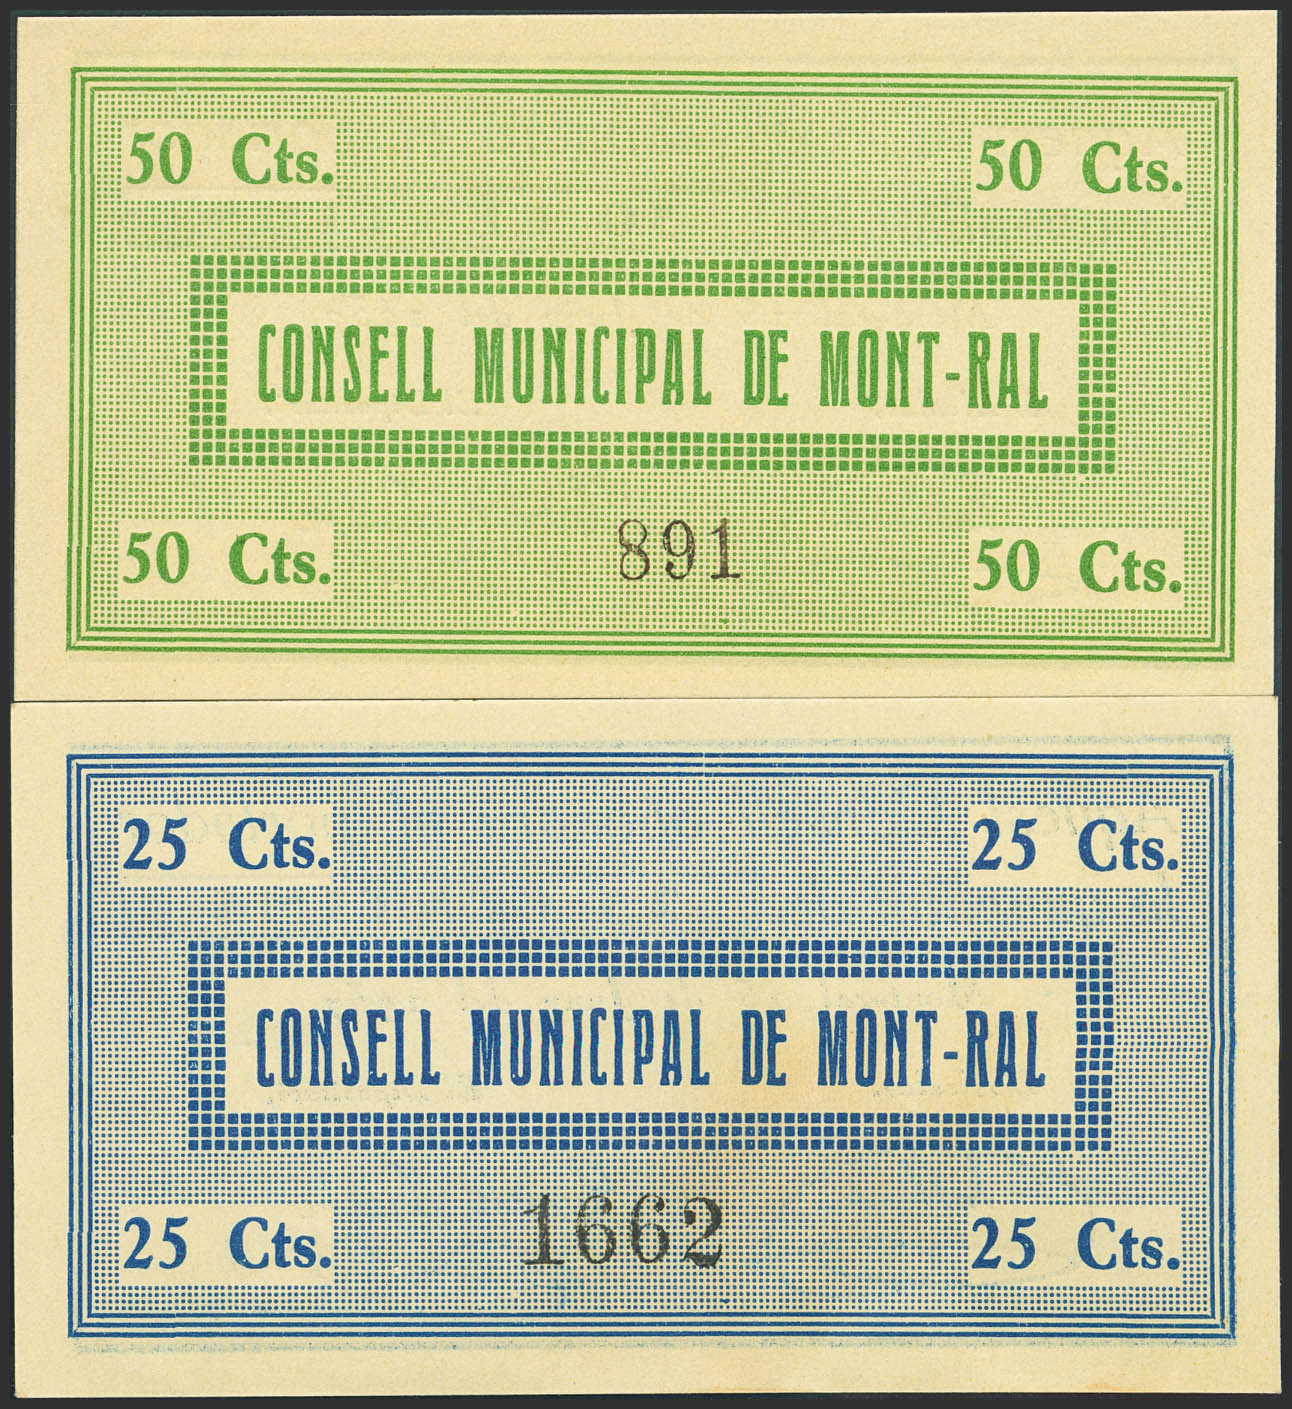 50 Cts. 50 Cts.
CONSELL MUNICIPAL DE MONT-RAL
891
50 Cts. 50 Cts.
25 Cts. 25 Cts.
CONSELL MUNICIPAL DE MONT-RAL
1662
25 Cts. 25 Cts.